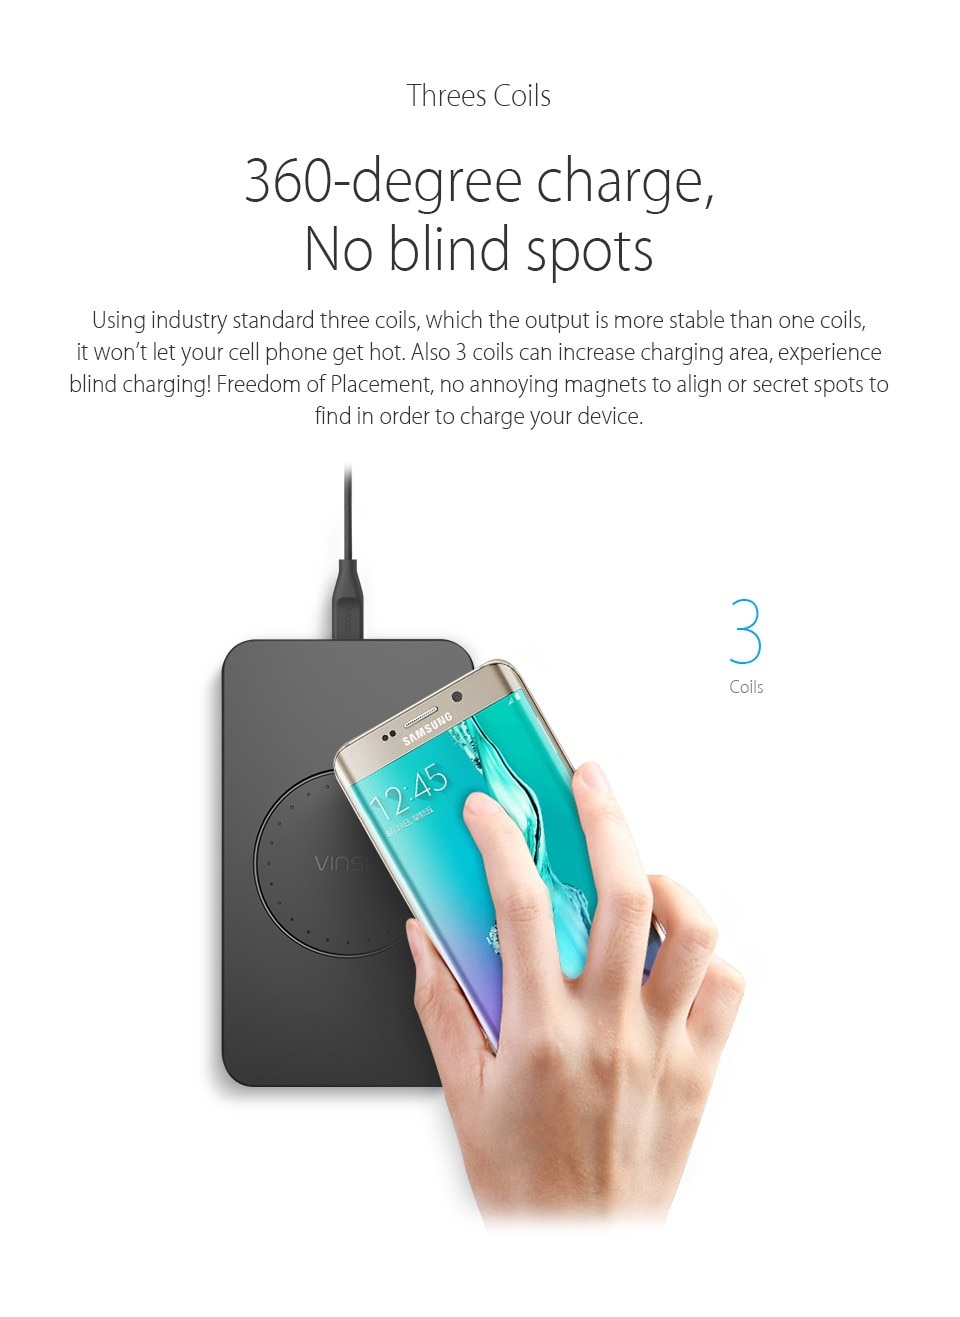 Threes Coils
360-degree charge,
No blind spots
Using industry standard three coils, which the output is more stable than one coils,
it won’t let your cell phone get hot. Also 3 coils can increase charging area, experience
blind charging! Freedom of Placement, no annoying magnets to align or secret spots to
find in order to charge your device.
3
Coils
SAMSUNG
12:45
VINSI